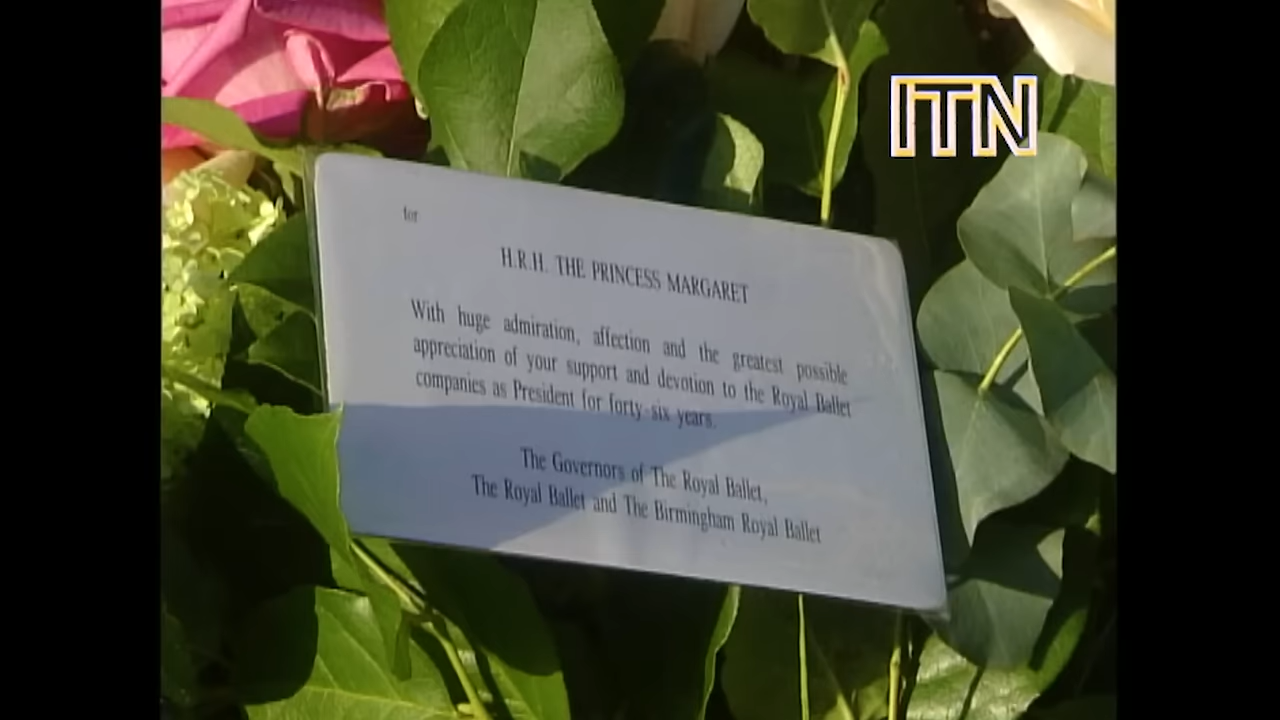 ITN
for
H.R.H. THE PRINCESS MARGARET
With huge admiration, affection and the greatest possible
appreciation of your support and devotion to the Royal Ballet
companies as President for forty-six years.
The Governors of The Royal Ballet,
The Royal Ballet and The Birmingham Royal Ballet